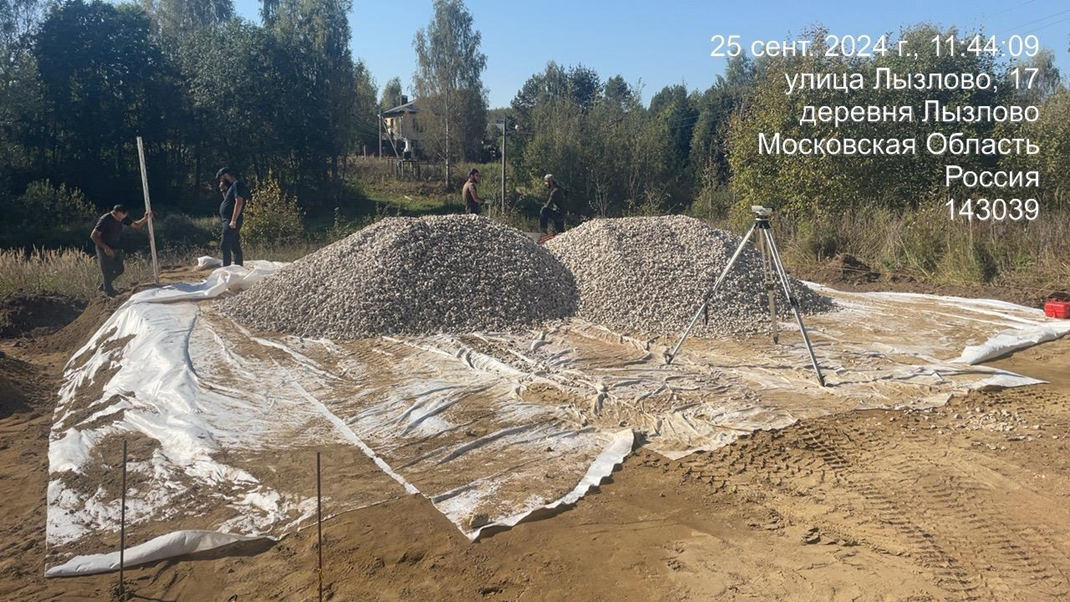 25 сент. 2024 г., 11:44:09
улица Лызлово, 17
деревня Лызлово
Московская Область
Россия
143039